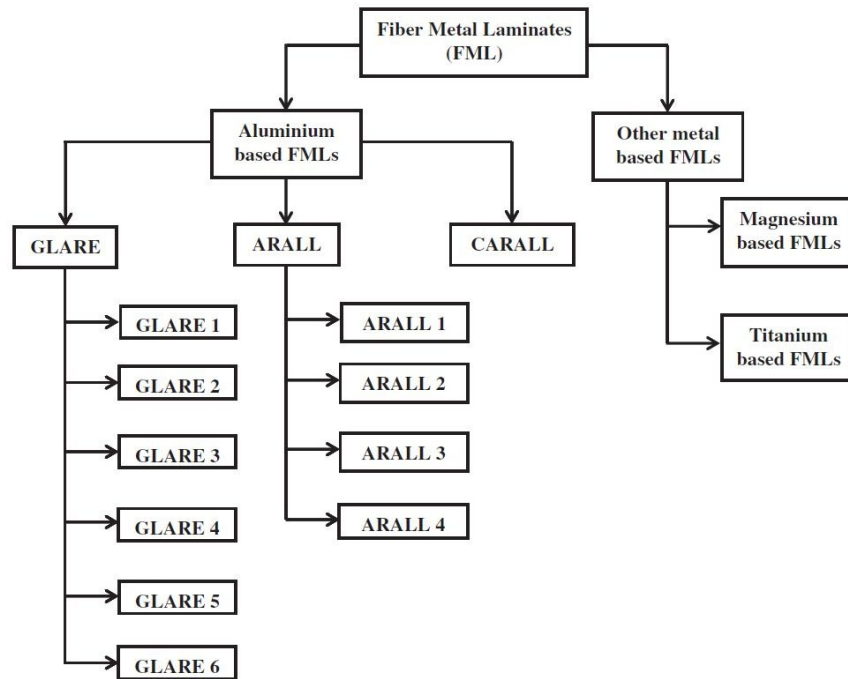 Fiber Metal Laminates
(FML)
Aluminium
based FMLs
Other metal
based FMLs
GLARE
ARALL
CARALL
Magnesium
based FMLs
Titanium
based FMLs
GLARE 1
GLARE 2
GLARE 3
GLARE 4
GLARE 5
GLARE 6
ARALL 1
ARALL 2
ARALL 3
ARALL 4